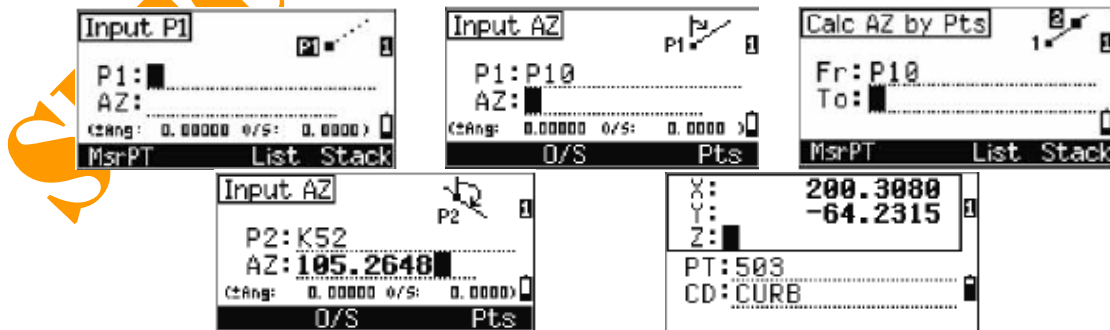 Input P1
P1
1
P1:
AZ:
(±Ang: 0.00000 O/S: 0.0000)
MsrPT List Stack
Input AZ
P1
1
P1:P10
AZ:
(±Ang: 0.00000 O/S: 0.0000)
O/S Pts
Calc AZ by Pts
2
1
Fr:P10
To:
MsrPT List Stack
Input AZ
P2
1
P2:K52
AZ:105.2648
(±Ang: 0.00000 O/S: 0.0000)
O/S Pts
X: 200.3080
Y: -64.2315
1
Z:
PT:503
CD:CURB